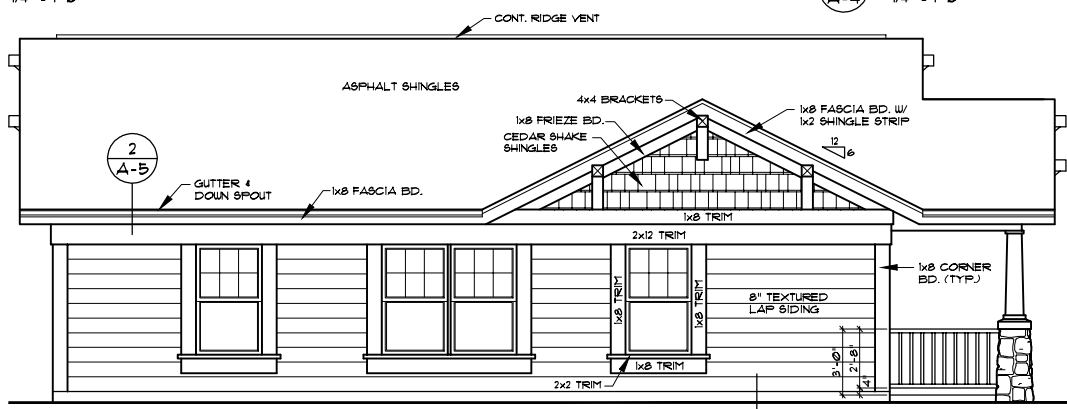 CONT. RIDGE VENT
ASPHALT SHINGLES
4x4 BRACKETS
1x8 FRIEZE BD.
CEDAR SHAKE
SHINGLES
1x8 FASCIA BD. W/
1x2 SHINGLE STRIP
12
6
2
A-5
GUTTER &
DOWN SPOUT
1x8 FASCIA BD.
1x8 TRIM
2x12 TRIM
1x8 TRIM
1x8 TRIM
8" TEXTURED
LAP SIDING
1x8 CORNER
BD. (TYP.)
3'-0"
2'-8"
4"
1x8 TRIM
2x2 TRIM